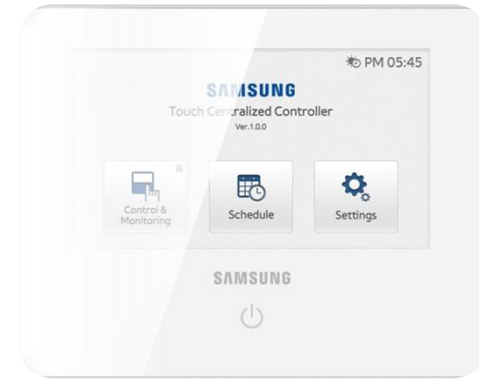 PM 05:45
SAMSUNG
Touch Centralized Controller
Ver.1.0.0
Control &
Monitoring
Schedule
Settings
SAMSUNG